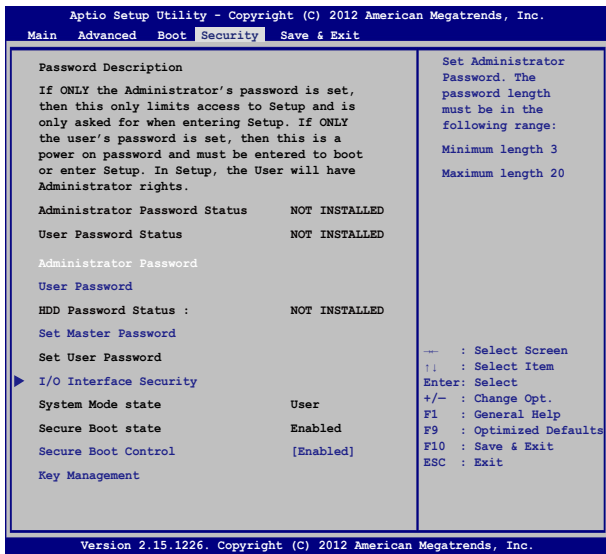 Aptio Setup Utility - Copyright (C) 2012 American Megatrends, Inc.
Main Advanced Boot Security Save & Exit
Password Description
If ONLY the Administrator's password is set,
then this only limits access to Setup and is
only asked for when entering Setup. If ONLY
the user's password is set, then this is a
power on password and must be entered to boot
or enter Setup. In Setup, the User will have
Administrator rights.
Administrator Password Status NOT INSTALLED
User Password Status NOT INSTALLED
Administrator Password
User Password
HDD Password Status : NOT INSTALLED
Set Master Password
Set User Password
I/O Interface Security
System Mode state User
Secure Boot state Enabled
Secure Boot Control [Enabled]
Key Management
Set Administrator
Password. The
password length
must be in the
following range:
Minimum length 3
Maximum length 20
→← : Select Screen
↑↓ : Select Item
Enter: Select
+/— : Change Opt.
F1 : General Help
F9 : Optimized Defaults
F10 : Save & Exit
ESC : Exit
Version 2.15.1226. Copyright (C) 2012 American Megatrends, Inc.